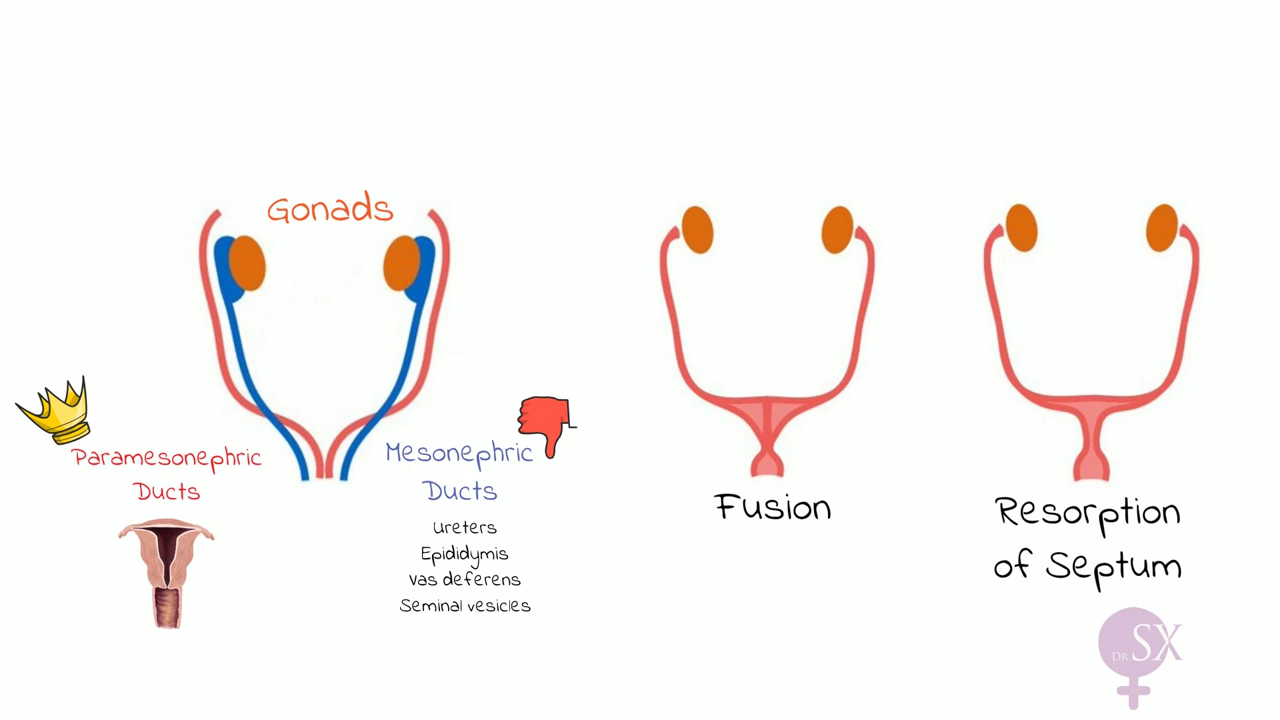 Gonads
Paramesonephric
Ducts
Mesonephric
Ducts
Ureters
Epididymis
Vas deferens
Seminal vesicles
Fusion
Resorption
of Septum
DR SX